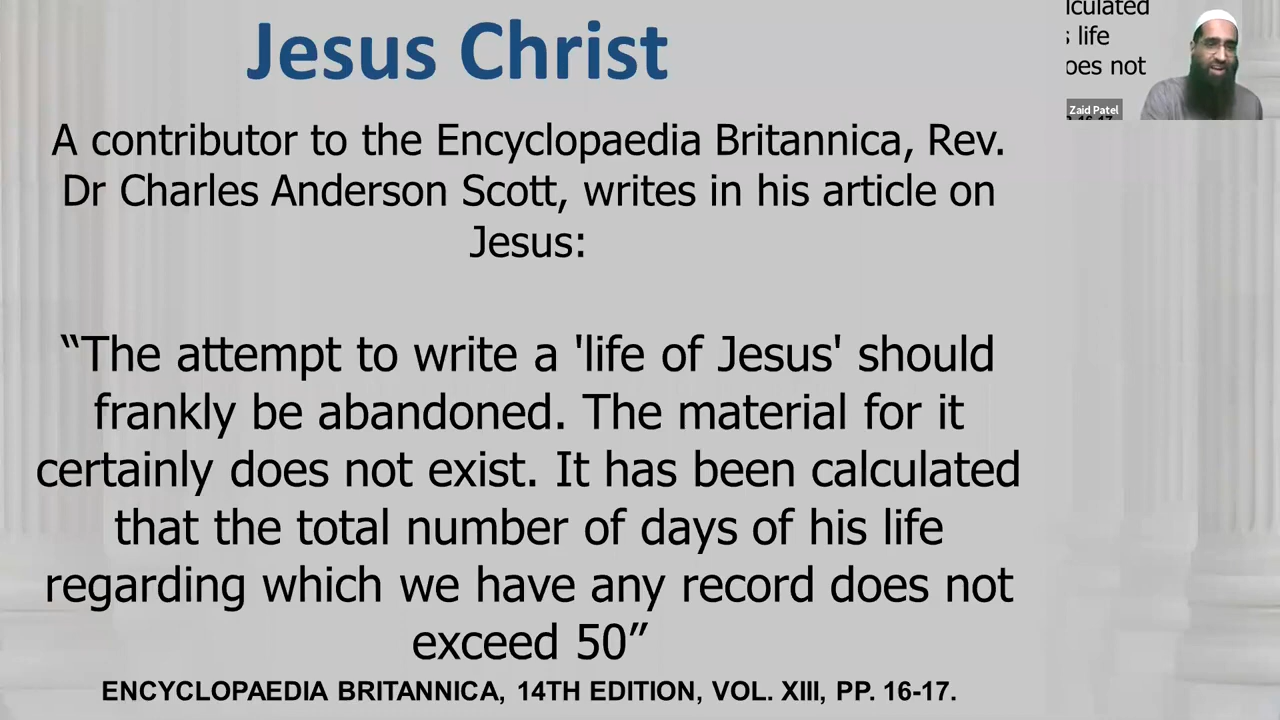 Jesus Christ
A contributor to the Encyclopaedia Britannica, Rev.
Dr Charles Anderson Scott, writes in his article on
Jesus:
“The attempt to write a 'life of Jesus' should
frankly be abandoned. The material for it
certainly does not exist. It has been calculated
that the total number of days of his life
regarding which we have any record does not
exceed 50”
ENCYCLOPAEDIA BRITANNICA, 14TH EDITION, VOL. XIII, PP. 16-17.
lculated
s life
oes not
Zaid Patel